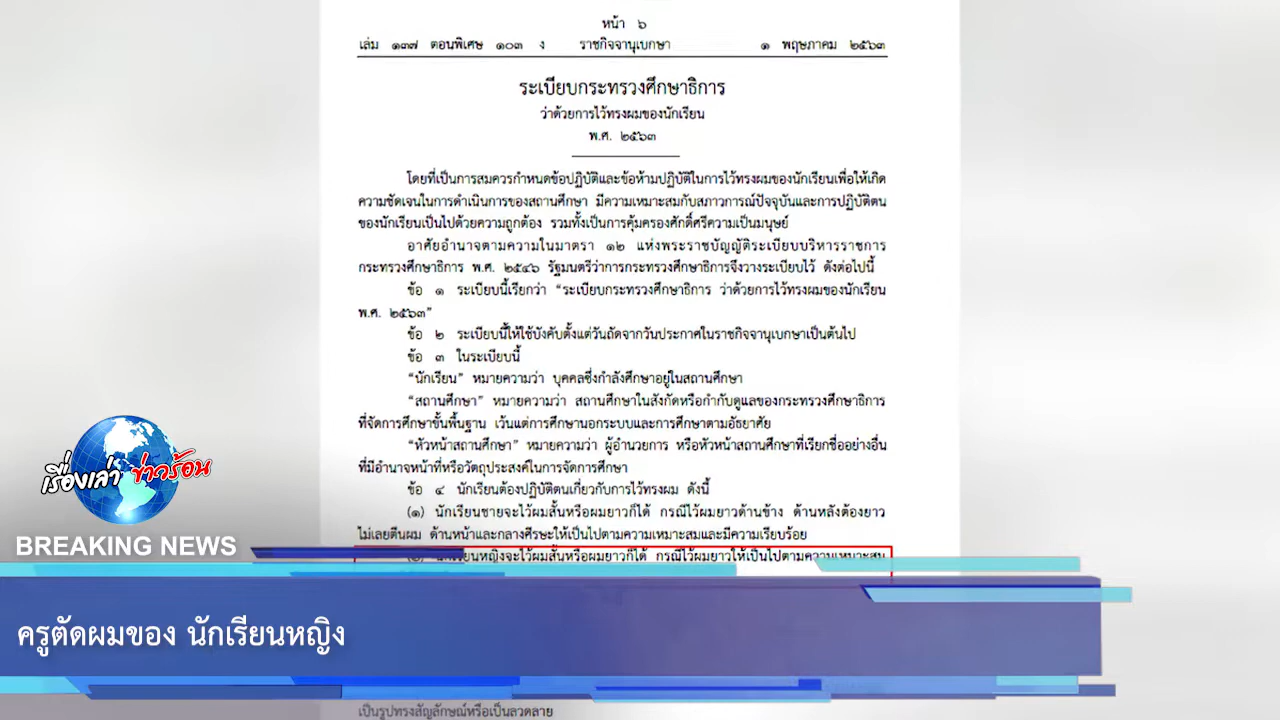 หน้า ๖
เล่ม ๑๓๗ ตอนพิเศษ ๑๐๓ ง ราชกิจจานุเบกษา ๑ พฤษภาคม ๒๕๖๓
ระเบียบกระทรวงศึกษาธิการ
ว่าด้วยการไว้ทรงผมของนักเรียน
พ.ศ. ๒๕๖๓
โดยที่เป็นการสมควรกำหนดข้อปฏิบัติและข้อห้ามปฏิบัติในการไว้ทรงผมของนักเรียนเพื่อให้เกิด
ความชัดเจนในการดำเนินการของสถานศึกษา มีความเหมาะสมกับสภาวการณ์ปัจจุบันและการปฏิบัติตน
ของนักเรียนเป็นไปด้วยความถูกต้อง รวมทั้งเป็นการคุ้มครองศักดิ์ศรีความเป็นมนุษย์
อาศัยอำนาจตามความในมาตรา ๑๒ แห่งพระราชบัญญัติระเบียบบริหารราชการ
กระทรวงศึกษาธิการ พ.ศ. ๒๕๔๖ รัฐมนตรีว่าการกระทรวงศึกษาธิการจึงวางระเบียบไว้ ดังต่อไปนี้
ข้อ ๑ ระเบียบนี้เรียกว่า “ระเบียบกระทรวงศึกษาธิการ ว่าด้วยการไว้ทรงผมของนักเรียน
พ.ศ. ๒๕๖๓”
ข้อ ๒ ระเบียบนี้ให้ใช้บังคับตั้งแต่วันถัดจากวันประกาศในราชกิจจานุเบกษาเป็นต้นไป
ข้อ ๓ ในระเบียบนี้
“นักเรียน” หมายความว่า บุคคลซึ่งกำลังศึกษาอยู่ในสถานศึกษา
“สถานศึกษา” หมายความว่า สถานศึกษาในสังกัดหรือกำกับดูแลของกระทรวงศึกษาธิการ
ที่จัดการศึกษาขั้นพื้นฐาน เว้นแต่การศึกษานอกระบบและการศึกษาตามอัธยาศัย
“หัวหน้าสถานศึกษา” หมายความว่า ผู้อำนวยการ หรือหัวหน้าสถานศึกษาที่เรียกชื่ออย่างอื่น
ที่มีอำนาจหน้าที่หรือวัตถุประสงค์ในการจัดการศึกษา
ข้อ ๔ นักเรียนต้องปฏิบัติตนเกี่ยวกับการไว้ทรงผม ดังนี้
(๑) นักเรียนชายจะไว้ผมสั้นหรือผมยาวก็ได้ กรณีไว้ผมยาวด้านข้าง ด้านหลังต้องยาว
ไม่เลยตีนผม ด้านหน้าและกลางศีรษะให้เป็นไปตามความเหมาะสมและมีความเรียบร้อย
(๒) นักเรียนหญิงจะไว้ผมสั้นหรือผมยาวก็ได้ กรณีไว้ผมยาวให้เป็นไปตามความเหมาะสม
เรื่องเล่า ข่าวร้อน
BREAKING NEWS
ครูตัดผมของ นักเรียนหญิง
เป็นรูปทรงสัญลักษณ์หรือเป็นลวดลาย